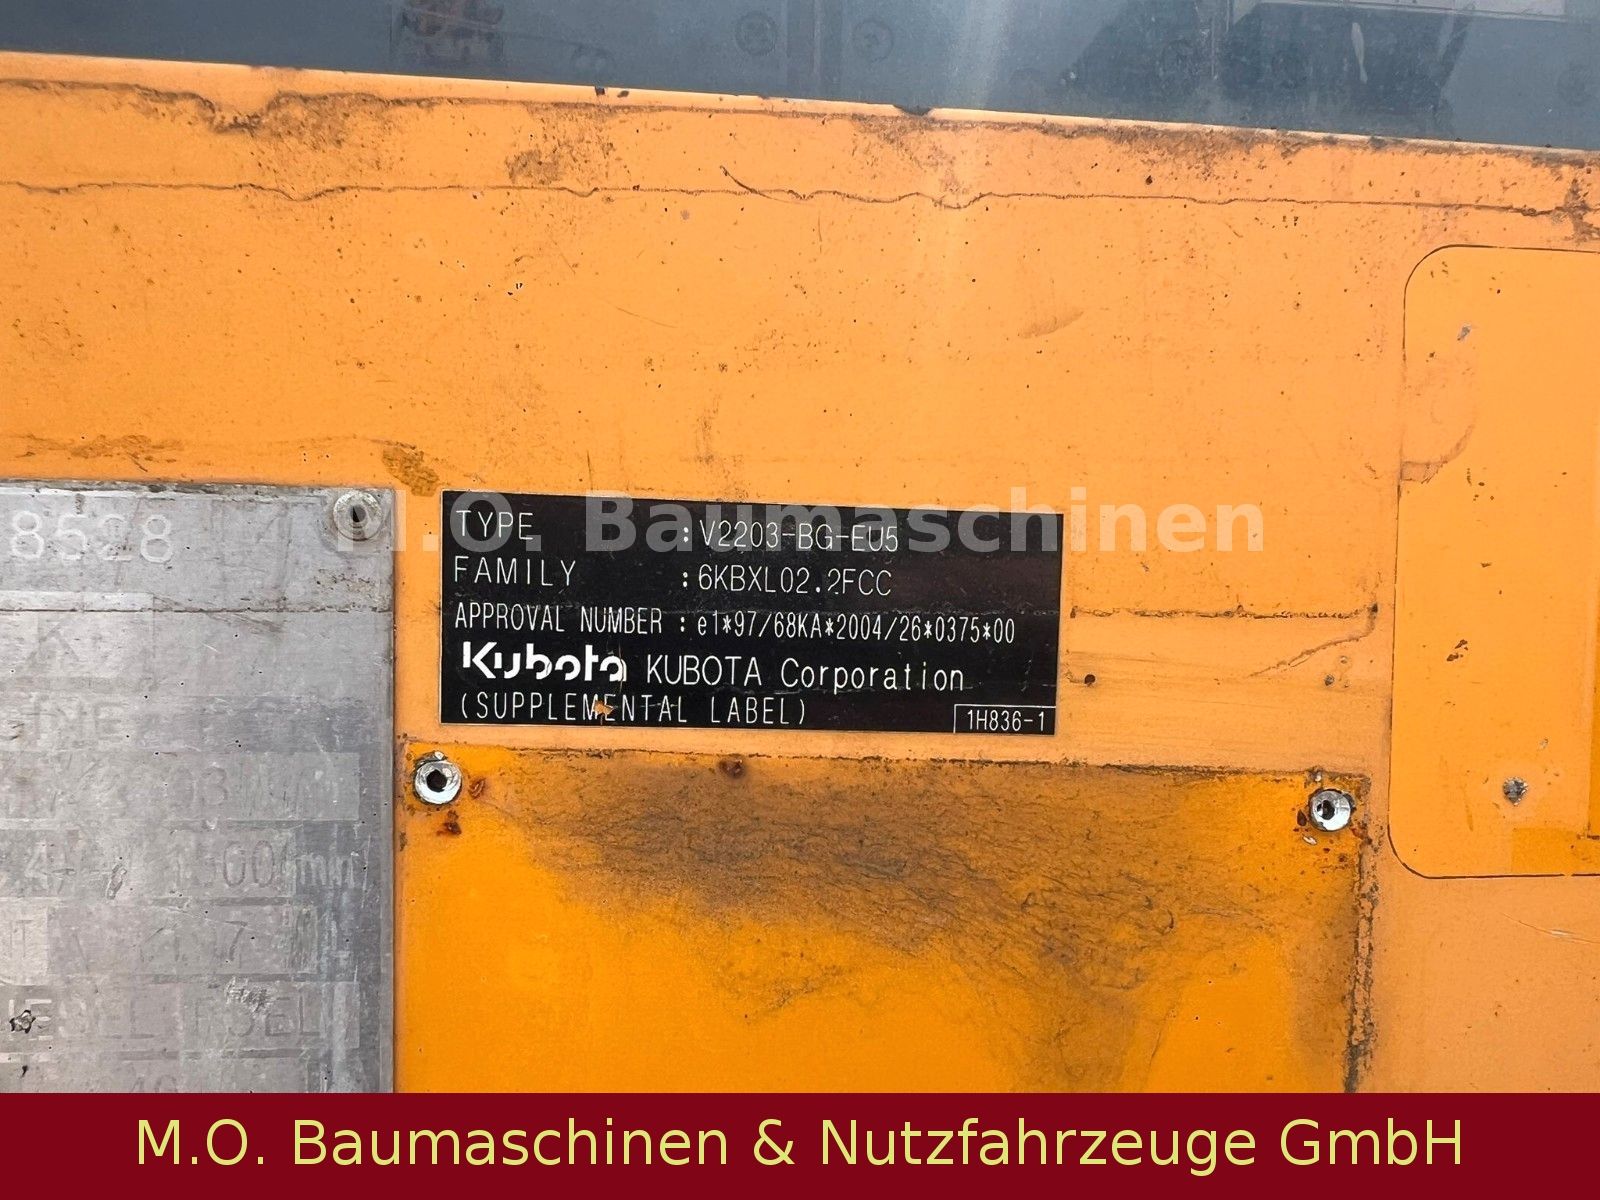 M.O. Baumaschinen
8528
TYPE : V2203-BG-EU5
FAMILY : 6KBXL02.2FCC
APPROVAL NUMBER : e1*97/68KA*2004/26*0375*00
Kubota KUBOTA Corporation
(SUPPLEMENTAL LABEL)
1H836-1
M.O. Baumaschinen & Nutzfahrzeuge GmbH